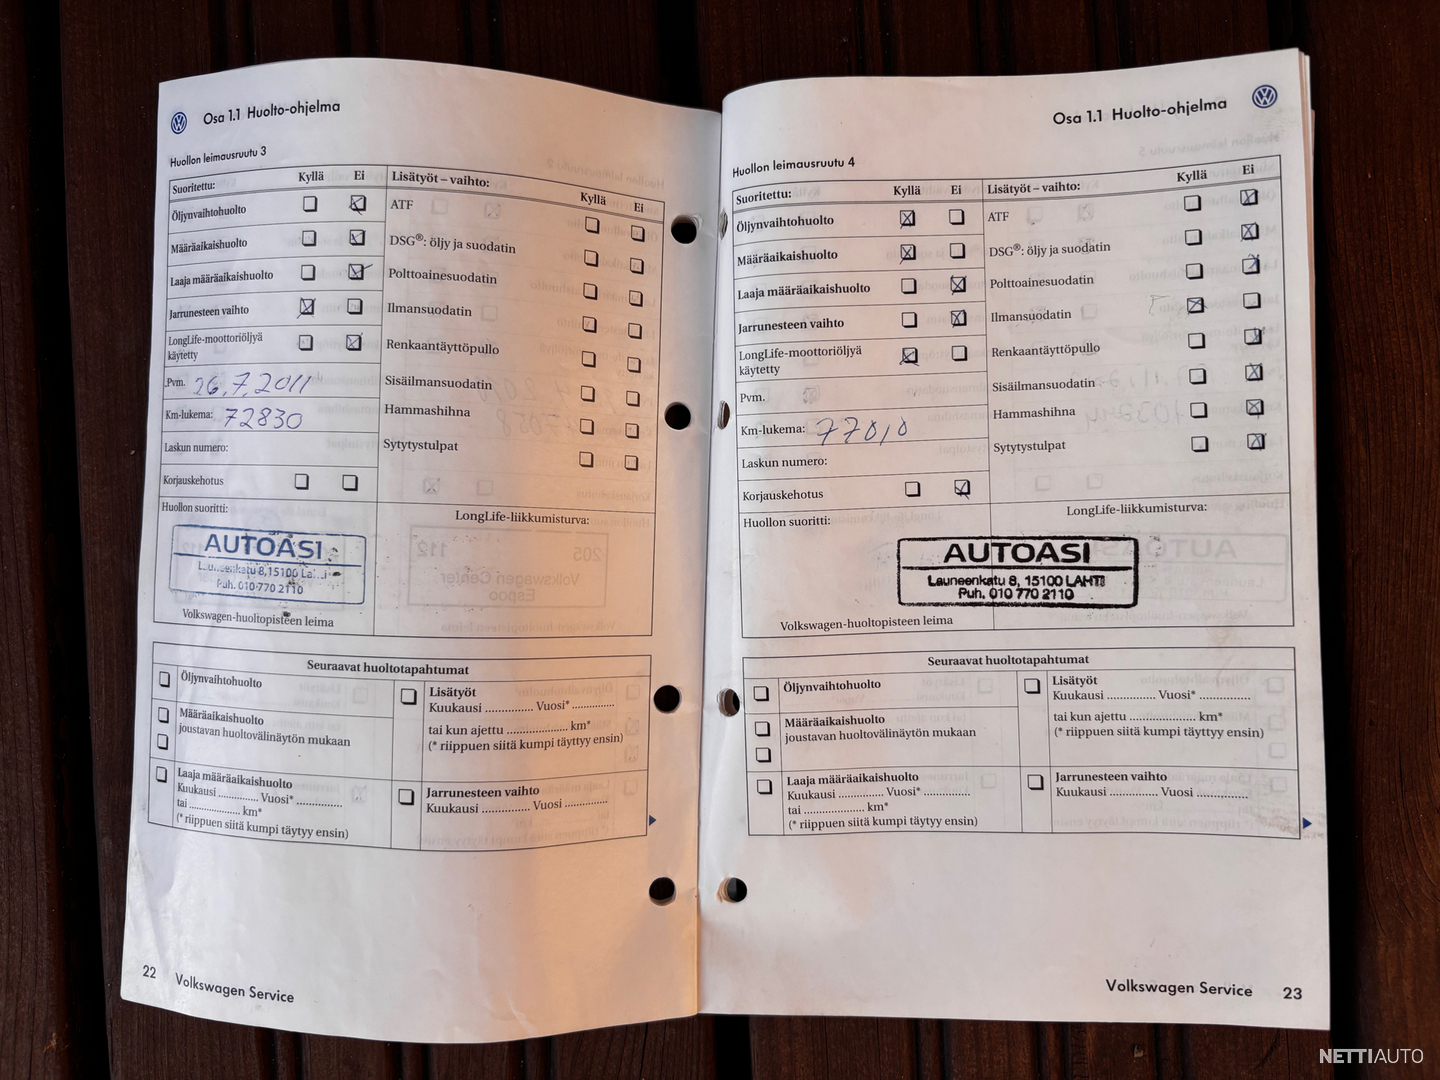 Osa 1.1 Huolto-ohjelma
Huollon leimausruutu 3
Suoritettu: Kyllä Ei
Öljynvaihtohuolto
Määräaikaishuolto
Laaja määräaikaishuolto
Jarrunesteen vaihto
LongLife-moottoriöljyä
käytetty
Pvm. 26.7.2011
Km-lukema: 72830
Laskun numero:
Korjauskehotus
Huollon suoritti:
AUTOASI
Launeenkatu 8, 15100
Puh. 010 770 2110
Volkswagen-huoltopisteen leima
Lisätyöt – vaihto: Kyllä Ei
ATF
DSG®: öljy ja suodatin
Polttoainesuodatin
Ilmansuodatin
Renkaantäyttöpullo
Sisäilmansuodatin
Hammashihna
Sytytystulpat
LongLife-liikkumisturva:
Seuraavat huoltotapahtumat
Öljynvaihtohuolto
Määräaikaishuolto
joustavan huoltovälinäytön mukaan
Laaja määräaikaishuolto
Kuukausi .............. Vuosi* ................
tai .................... km*
(* riippuen siitä kumpi täytyy ensin)
Lisätyöt
Kuukausi .............. Vuosi* ..............
tai kun ajettu .................... km*
(* riippuen siitä kumpi täyttyy ensin)
Jarrunesteen vaihto
Kuukausi .............. Vuosi ..............
22 Volkswagen Service
Osa 1.1 Huolto-ohjelma
Huollon leimausruutu 4
Suoritettu: Kyllä Ei
Öljynvaihtohuolto
Määräaikaishuolto
Laaja määräaikaishuolto
Jarrunesteen vaihto
LongLife-moottoriöljyä
käytetty
Pvm.
Km-lukema: 77010
Laskun numero:
Korjauskehotus
Huollon suoritti:
AUTOASI
Launeenkatu 8, 15100 LAHTI
Puh. 010 770 2110
Volkswagen-huoltopisteen leima
Lisätyöt – vaihto: Kyllä Ei
ATF
DSG®: öljy ja suodatin
Polttoainesuodatin
Ilmansuodatin
Renkaantäyttöpullo
Sisäilmansuodatin
Hammashihna
Sytytystulpat
LongLife-liikkumisturva:
Seuraavat huoltotapahtumat
Öljynvaihtohuolto
Määräaikaishuolto
joustavan huoltovälinäytön mukaan
Laaja määräaikaishuolto
Kuukausi .............. Vuosi* ................
tai .................... km*
(* riippuen siitä kumpi täytyy ensin)
Lisätyöt
Kuukausi .............. Vuosi* ................
tai kun ajettu .................... km*
(* riippuen siitä kumpi täyttyy ensin)
Jarrunesteen vaihto
Kuukausi .............. Vuosi ................
Volkswagen Service 23
NETTIAUTO